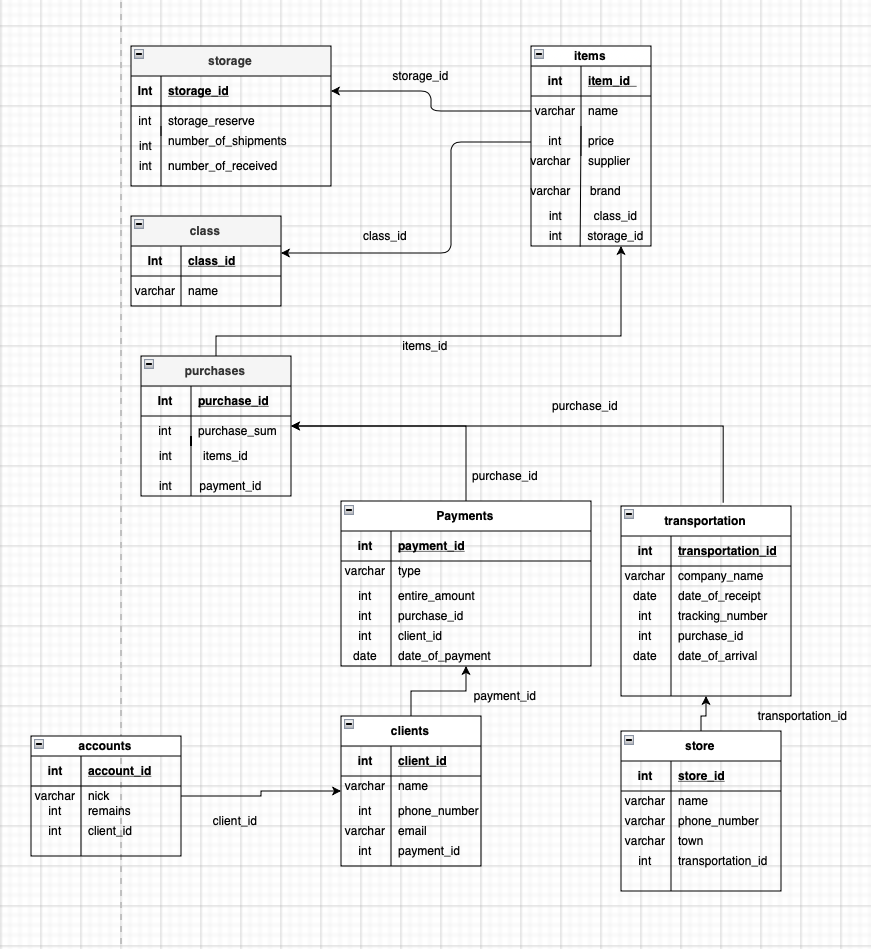 storage
Int storage_id
int storage_reserve
int number_of_shipments
int number_of_received
storage_id
items
int item_id
varchar name
int price
varchar supplier
varchar brand
int class_id
int storage_id
class
Int class_id
varchar name
class_id
items_id
purchases
Int purchase_id
int purchase_sum
int items_id
int payment_id
purchase_id
purchase_id
Payments
int payment_id
varchar type
int entire_amount
int purchase_id
int client_id
date date_of_payment
transportation
int transportation_id
varchar company_name
date date_of_receipt
int tracking_number
int purchase_id
date date_of_arrival
payment_id
transportation_id
accounts
int account_id
varchar nick
int remains
int client_id
client_id
clients
int client_id
varchar name
int phone_number
varchar email
int payment_id
store
int store_id
varchar name
varchar phone_number
varchar town
int transportation_id